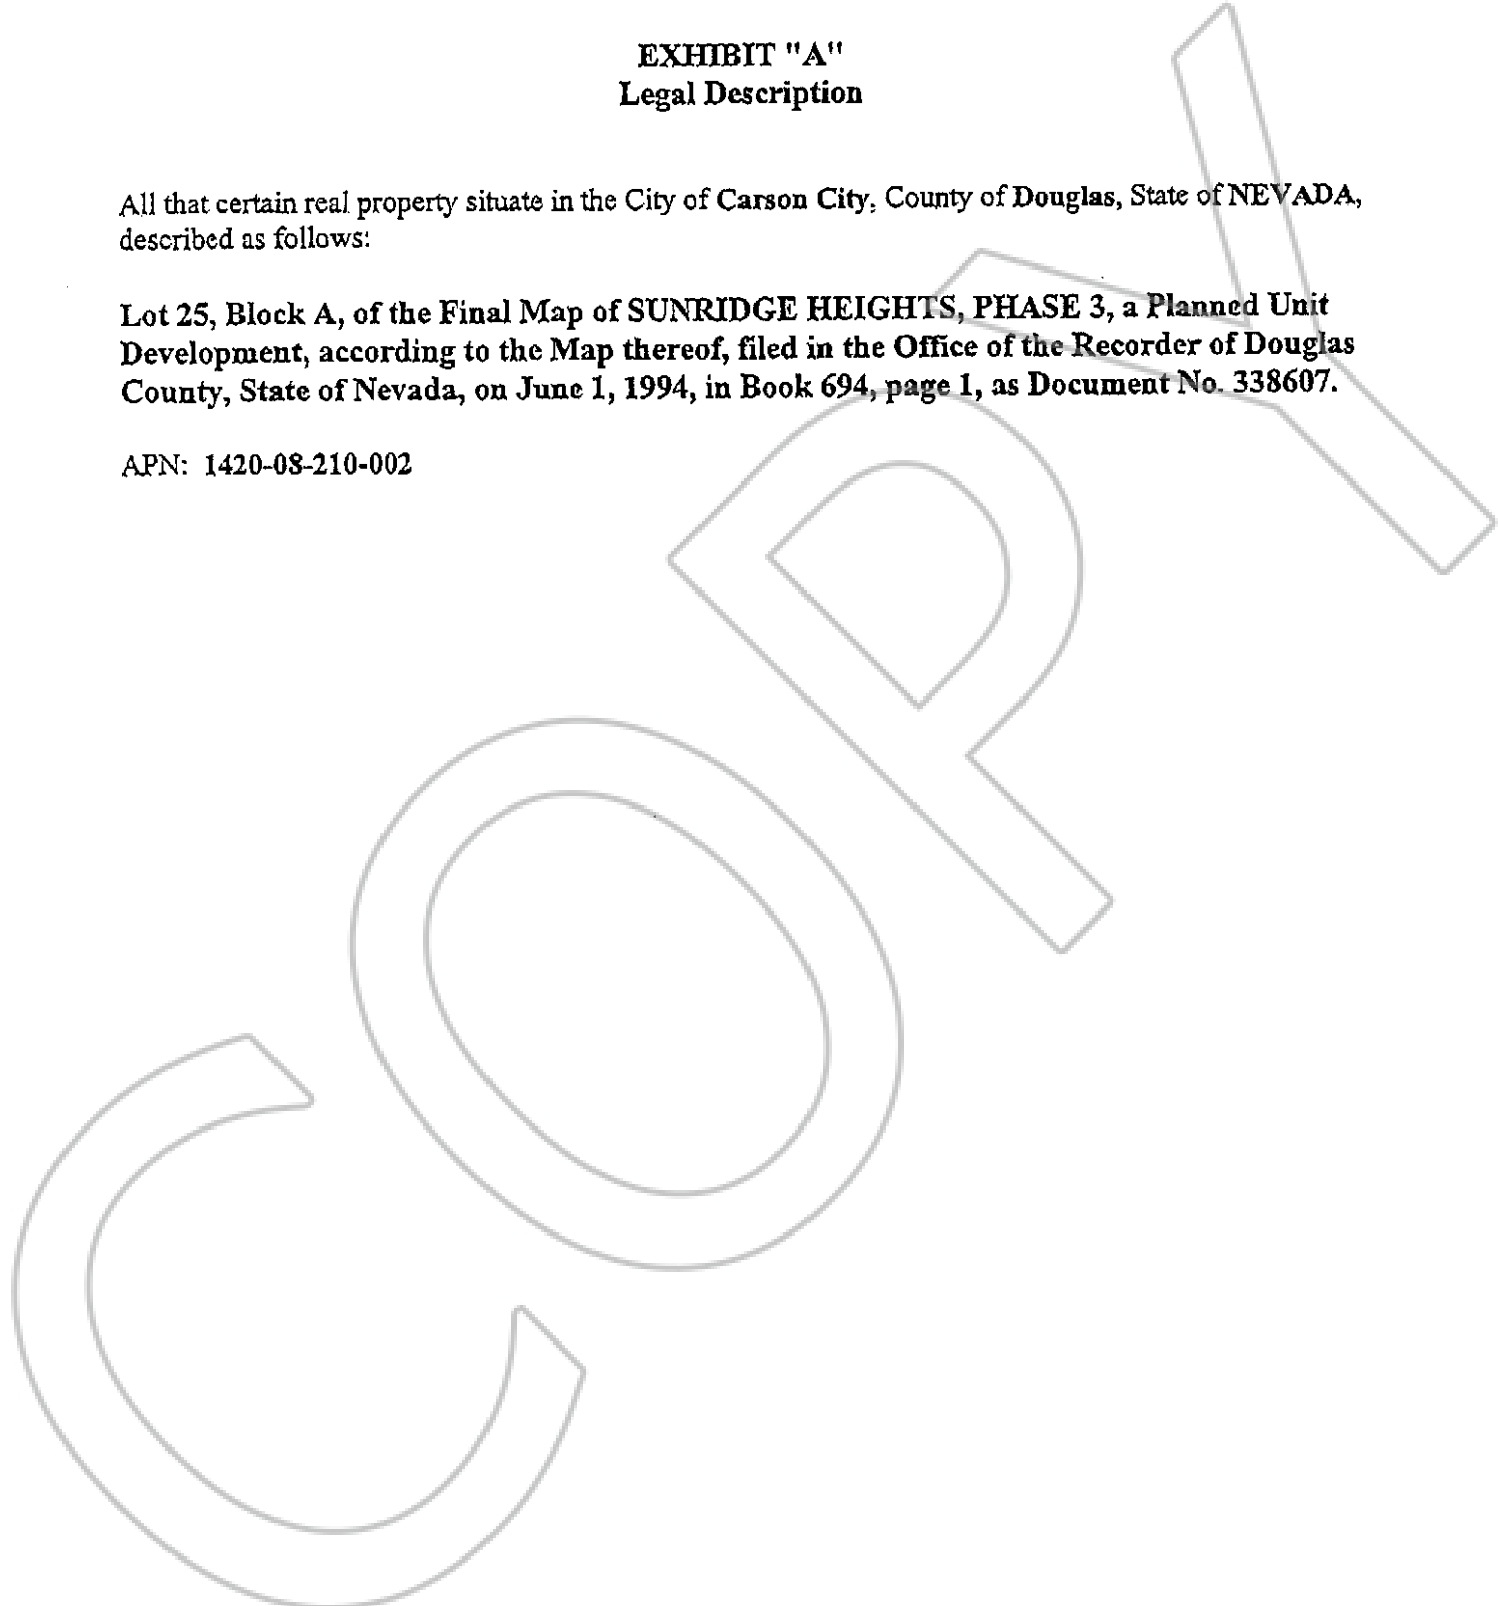 EXHIBIT "A"
Legal Description
All that certain real property situate in the City of Carson City, County of Douglas, State of NEVADA,
described as follows:
Lot 25, Block A, of the Final Map of SUNRIDGE HEIGHTS, PHASE 3, a Planned Unit
Development, according to the Map thereof, filed in the Office of the Recorder of Douglas
County, State of Nevada, on June 1, 1994, in Book 694, page 1, as Document No. 338607.
APN: 1420-08-210-002
COPY